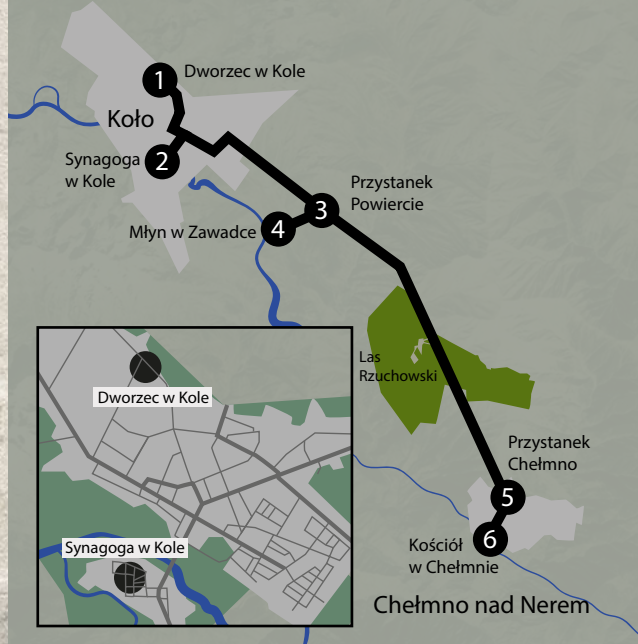 1
Dworzec w Kole
Koło
Synagoga
w Kole
2
Przystanek
Powiercie
3
Młyn w Zawadce
4
Las
Rzuchowski
Dworzec w Kole
Synagoga w Kole
Przystanek
Chełmno
5
6
Kościół
w Chełmnie
Chełmno nad Nerem